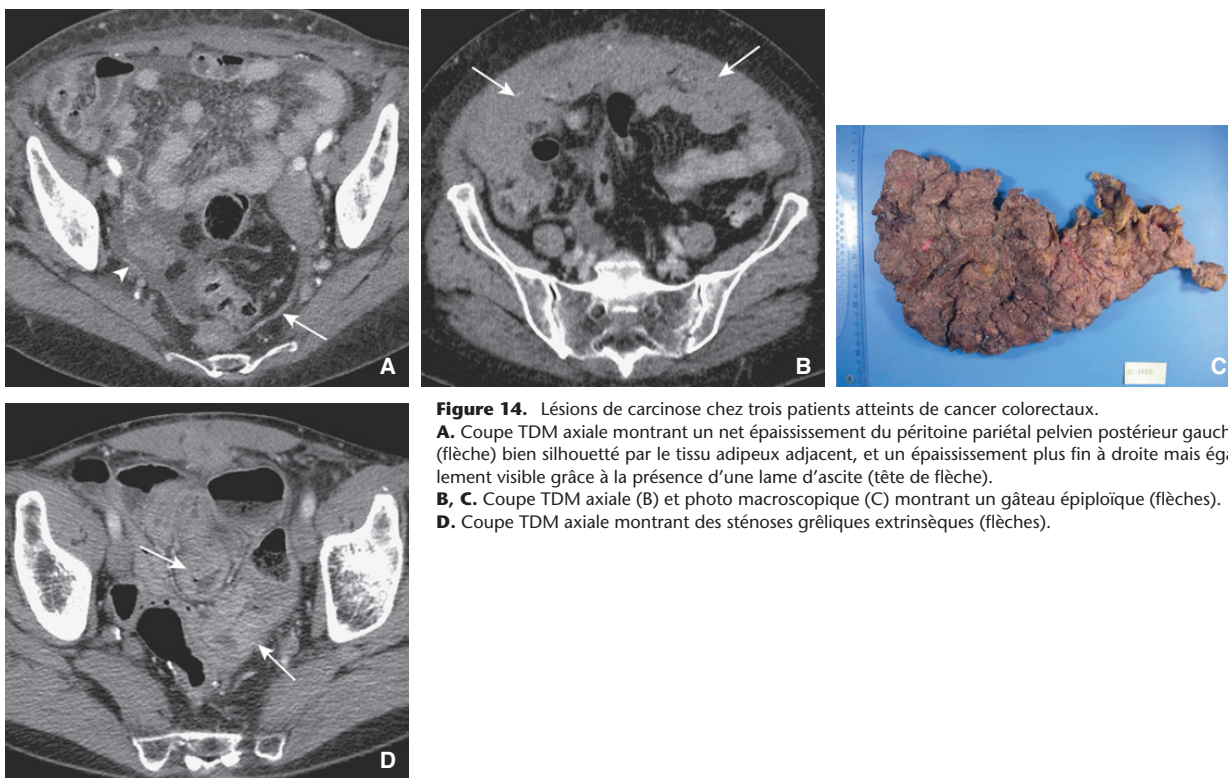 A
B
C
Figure 14. Lésions de carcinose chez trois patients atteints de cancer colorectaux.
A. Coupe TDM axiale montrant un net épaississement du péritoine pariétal pelvien postérieur gauch
(flèche) bien silhouetté par le tissu adipeux adjacent, et un épaississement plus fin à droite mais éga
lement visible grâce à la présence d'une lame d'ascite (tête de flèche).
B, C. Coupe TDM axiale (B) et photo macroscopique (C) montrant un gâteau épiploïque (flèches).
D. Coupe TDM axiale montrant des sténoses grêliques extrinsèques (flèches).
D